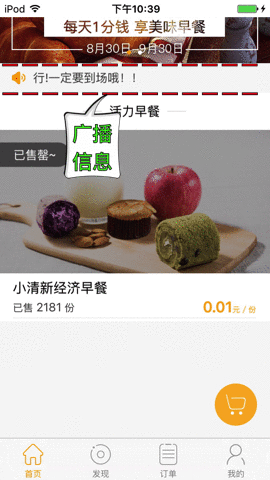 iPod 下午10:39
每天1分钱 享美味早餐
8月30日 - 9月30日
行!一定要到场哦！！
活力早餐
广播
信息
已售罄~
小清新经济早餐
已售 2181 份
0.01元 / 份
首页 发现 订单 我的